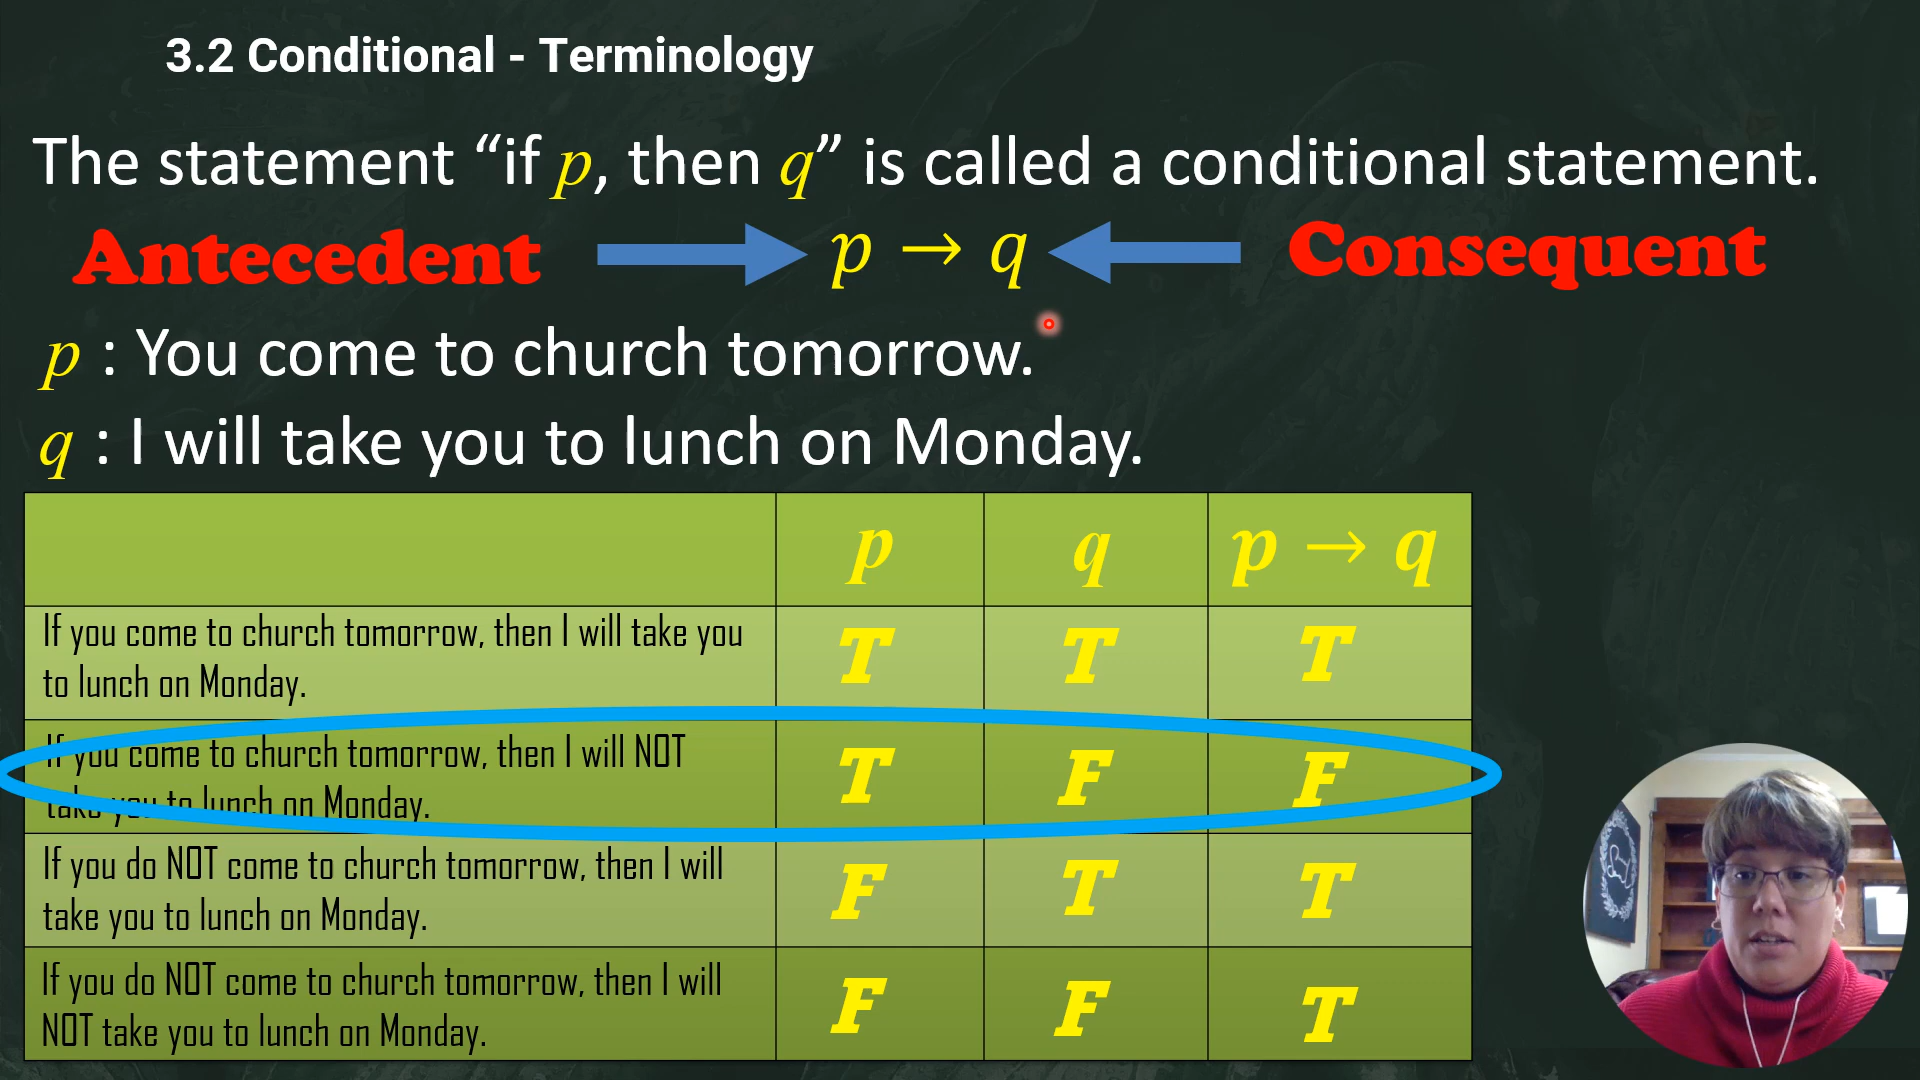 3.2 Conditional - Terminology
The statement “if p, then q” is called a conditional statement.
Antecedent p → q Consequent
p : You come to church tomorrow.
q : I will take you to lunch on Monday.
p q p → q
If you come to church tomorrow, then I will take you
to lunch on Monday.
T T T
If you come to church tomorrow, then I will NOT
take you to lunch on Monday.
T F F
If you do NOT come to church tomorrow, then I will
take you to lunch on Monday.
F T T
If you do NOT come to church tomorrow, then I will
NOT take you to lunch on Monday.
F F T